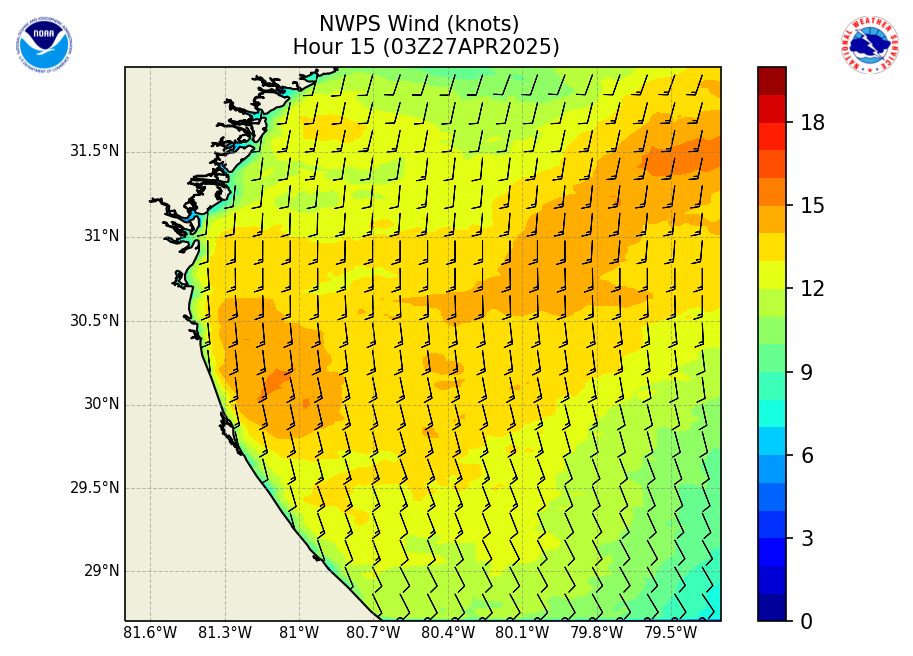 NWPS Wind (knots)
Hour 15 (03Z27APR2025)
NOAA
NATIONAL WEATHER SERVICE
31.5°N
31°N
30.5°N
30°N
29.5°N
29°N
81.6°W 81.3°W 81°W 80.7°W 80.4°W 80.1°W 79.8°W 79.5°W
18
15
12
9
6
3
0